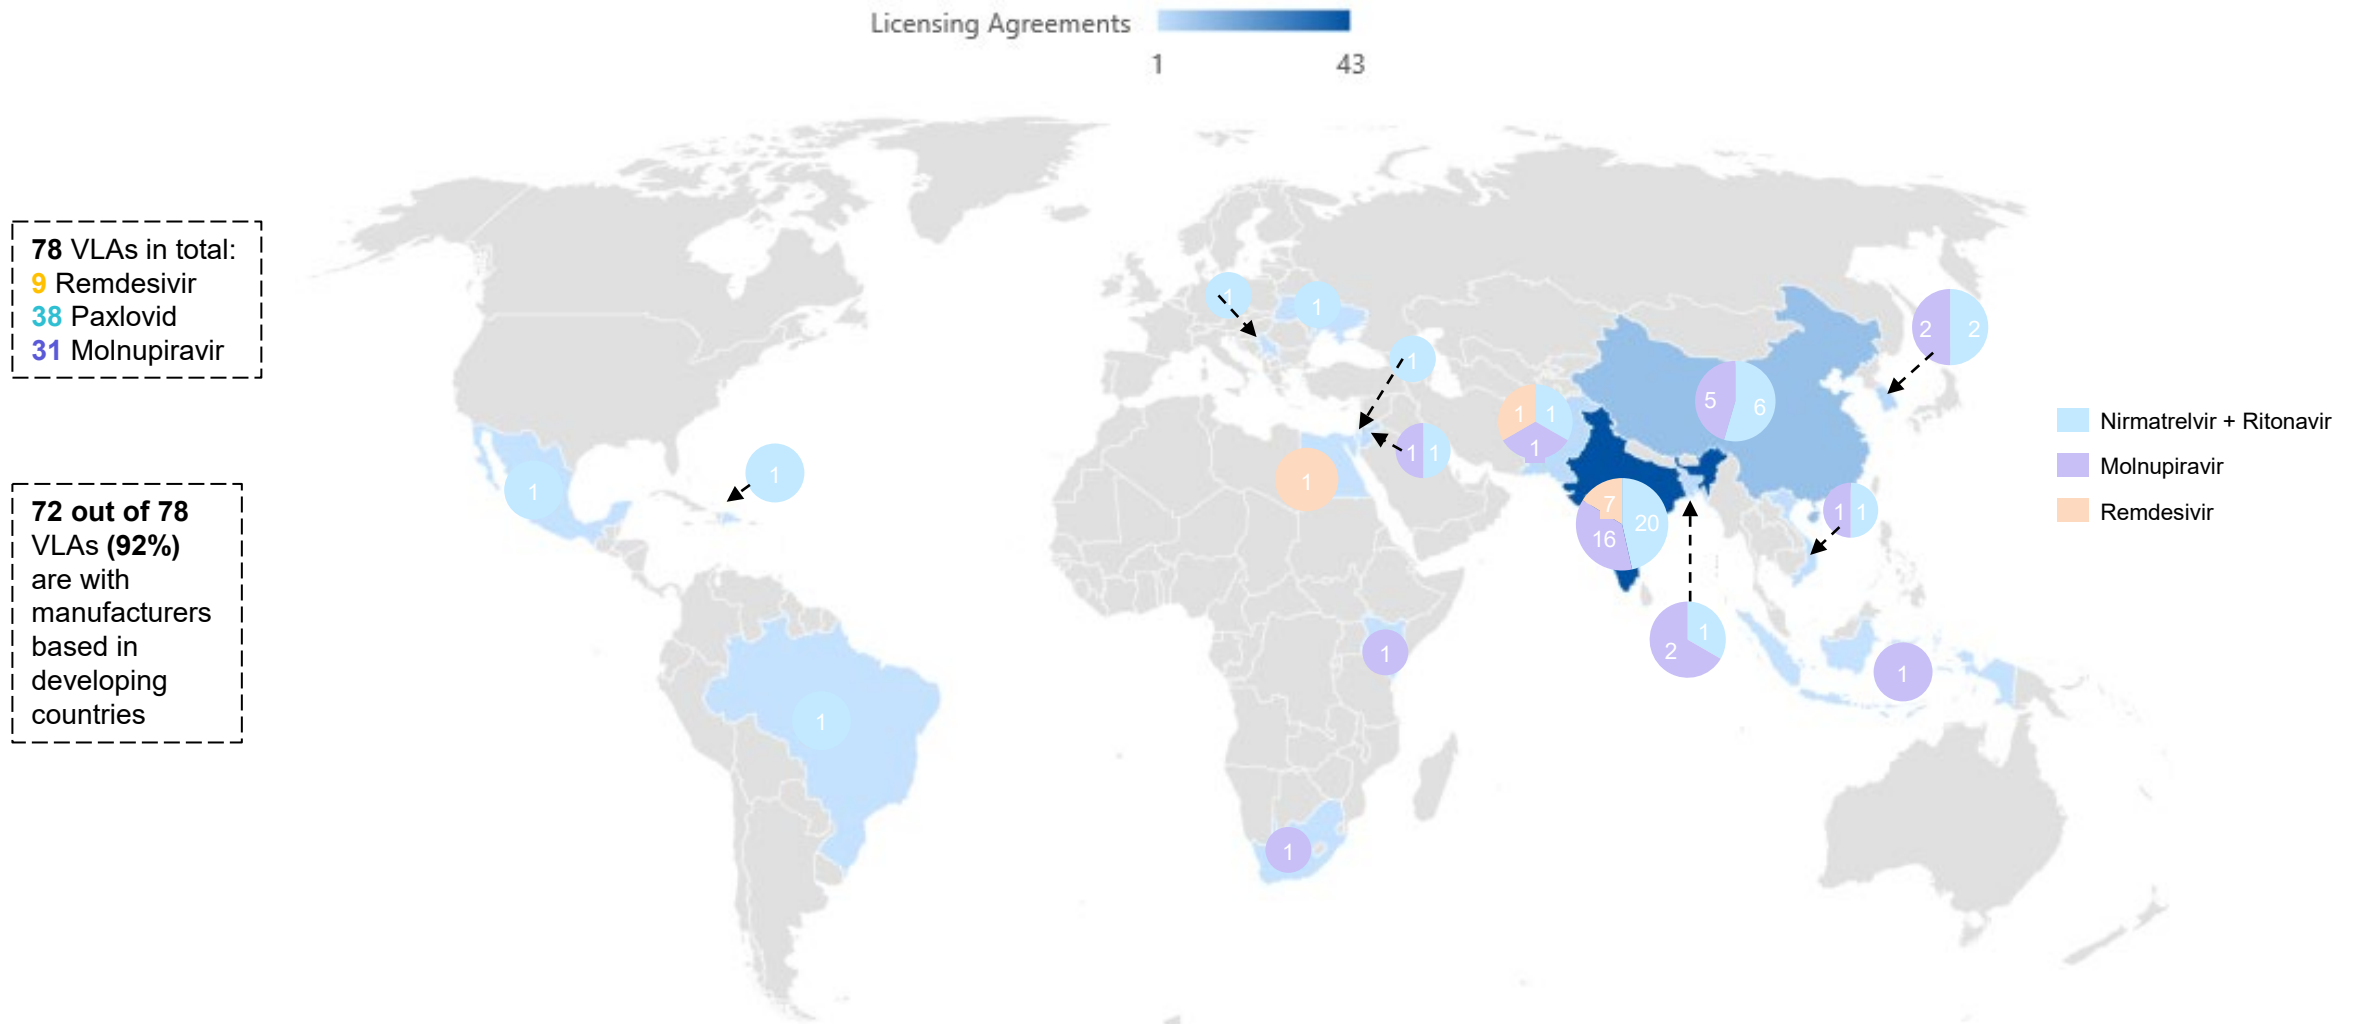 Licensing Agreements
1
43
78 VLAs in total:
9 Remdesivir
38 Paxlovid
31 Molnupiravir
72 out of 78
VLAs (92%)
are with
manufacturers
based in
developing
countries
1
1
1
2
2
1
5
6
1
1
1
1
1
1
1
1
7
20
16
1
1
1
2
1
1
1
1
Nirmatrelvir + Ritonavir
Molnupiravir
Remdesivir